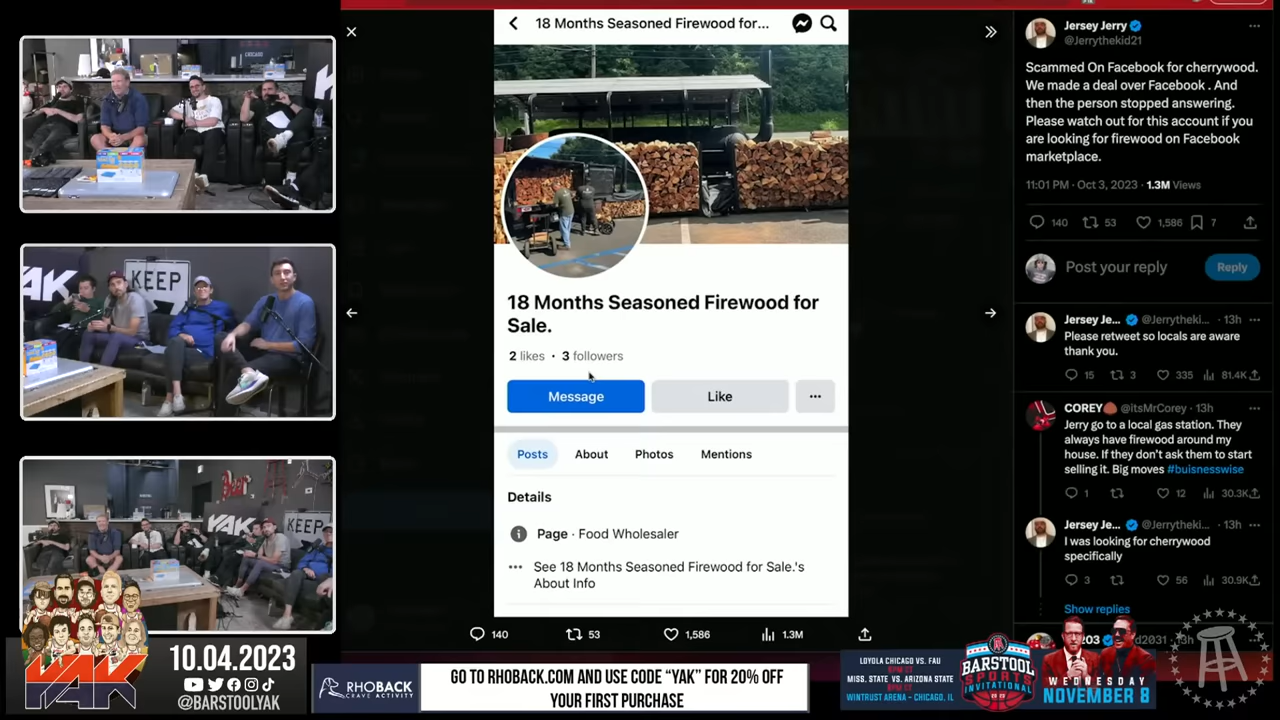 18 Months Seasoned Firewood for...
18 Months Seasoned Firewood for
Sale.
2 likes · 3 followers
Message
Like
Posts
About
Photos
Mentions
Details
Page · Food Wholesaler
See 18 Months Seasoned Firewood for Sale.'s
About Info
140
53
1,586
1.3M
Jersey Jerry
@Jerrythekid21
Scammed On Facebook for cherrywood.
We made a deal over Facebook . And
then the person stopped answering.
Please watch out for this account if you
are looking for firewood on Facebook
marketplace.
11:01 PM · Oct 3, 2023 · 1.3M Views
140
53
1,586
7
Post your reply
Reply
Jersey Je... @Jerrytheki... · 13h
Please retweet so locals are aware
thank you.
15
3
335
81.4K
COREY @itsMrCorey · 13h
Jerry go to a local gas station. They
always have firewood around my
house. If they don't ask them to start
selling it. Big moves #buisnesswise
1
12
30.3K
Jersey Je... @Jerrytheki... · 13h
I was looking for cherrywood
specifically
3
56
30.9K
Show replies
YAK
KEEP
YAK
KEEP
YAK
10.04.2023
@BARSTOOLYAK
RHOBACK
CRAVE ACTIVITY
GO TO RHOBACK.COM AND USE CODE “YAK” FOR 20% OFF
YOUR FIRST PURCHASE
LOYOLA CHICAGO VS. FAU
MISS. STATE VS. ARIZONA STATE
WINTRUST ARENA - CHICAGO, IL
BARSTOOL
SPORTS
INVITATIONAL
WEDNESDAY
NOVEMBER 8